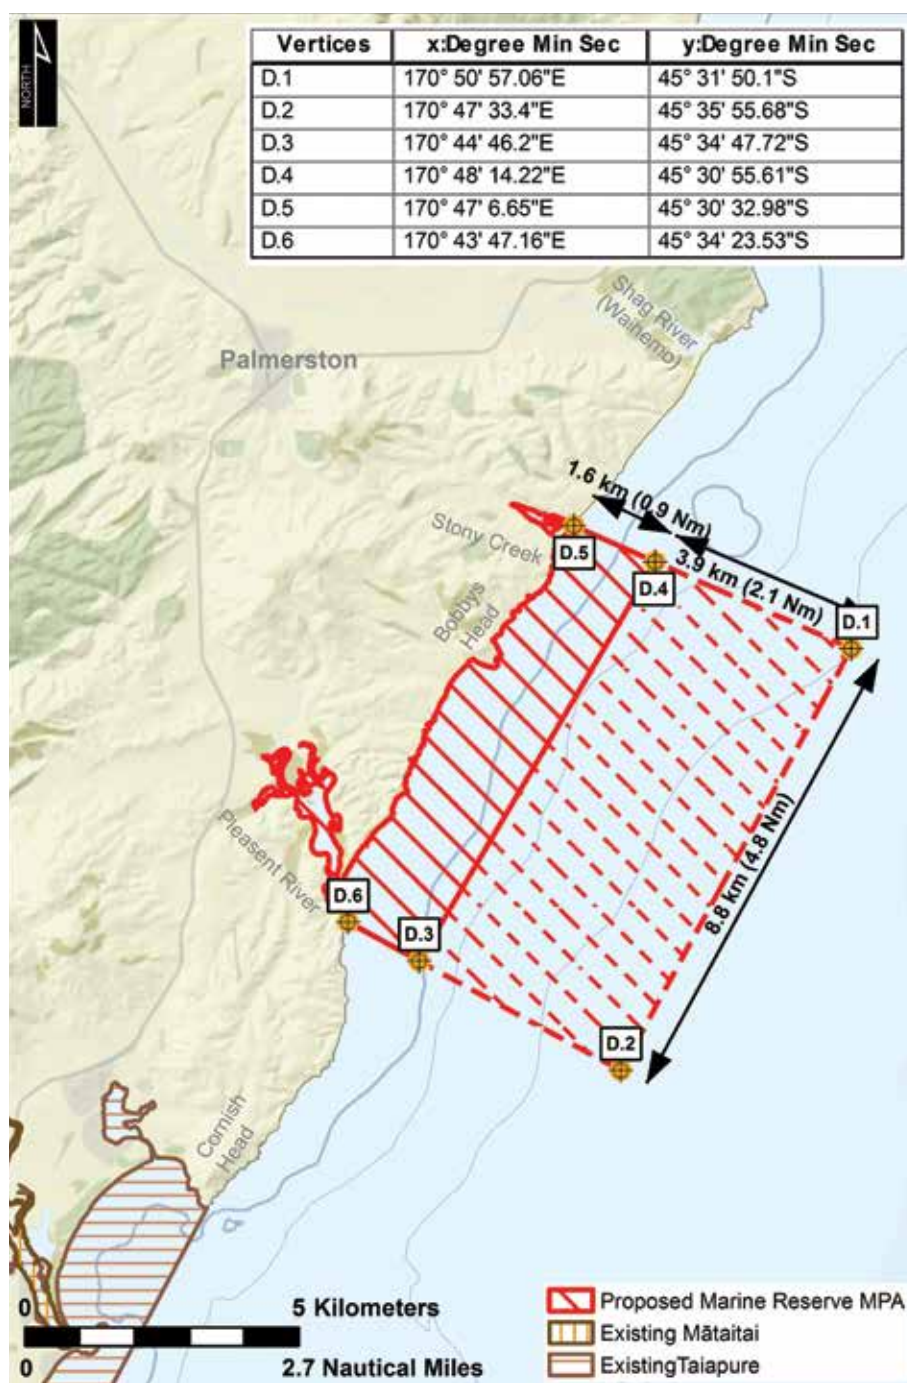 NORTH
Vertices x:Degree Min Sec y:Degree Min Sec
D.1 170° 50' 57.06"E 45° 31' 50.1"S
D.2 170° 47' 33.4"E 45° 35' 55.68"S
D.3 170° 44' 46.2"E 45° 34' 47.72"S
D.4 170° 48' 14.22"E 45° 30' 55.61"S
D.5 170° 47' 6.65"E 45° 30' 32.98"S
D.6 170° 43' 47.16"E 45° 34' 23.53"S
Shag River
(Waihemo)
Palmerston
1.6 km (0.9 Nm)
Stony Creek
D.5
D.4
3.9 km (2.1 Nm)
D.1
Bobbys
Head
8.8 km (4.8 Nm)
Pleasent River
D.6
D.3
D.2
Cornish
Head
0 5 Kilometers
0 2.7 Nautical Miles
Proposed Marine Reserve MPA
Existing Mātaitai
ExistingTaiapure